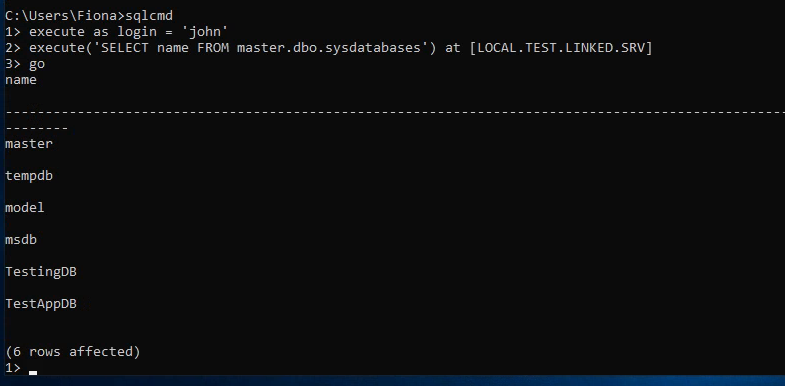 C:\Users\Fiona>sqlcmd
1> execute as login = 'john'
2> execute('SELECT name FROM master.dbo.sysdatabases') at [LOCAL.TEST.LINKED.SRV]
3> go
name
--------------------------------------------------------------------------------------------------
--------
master
tempdb
model
msdb
TestingDB
TestAppDB
(6 rows affected)
1>